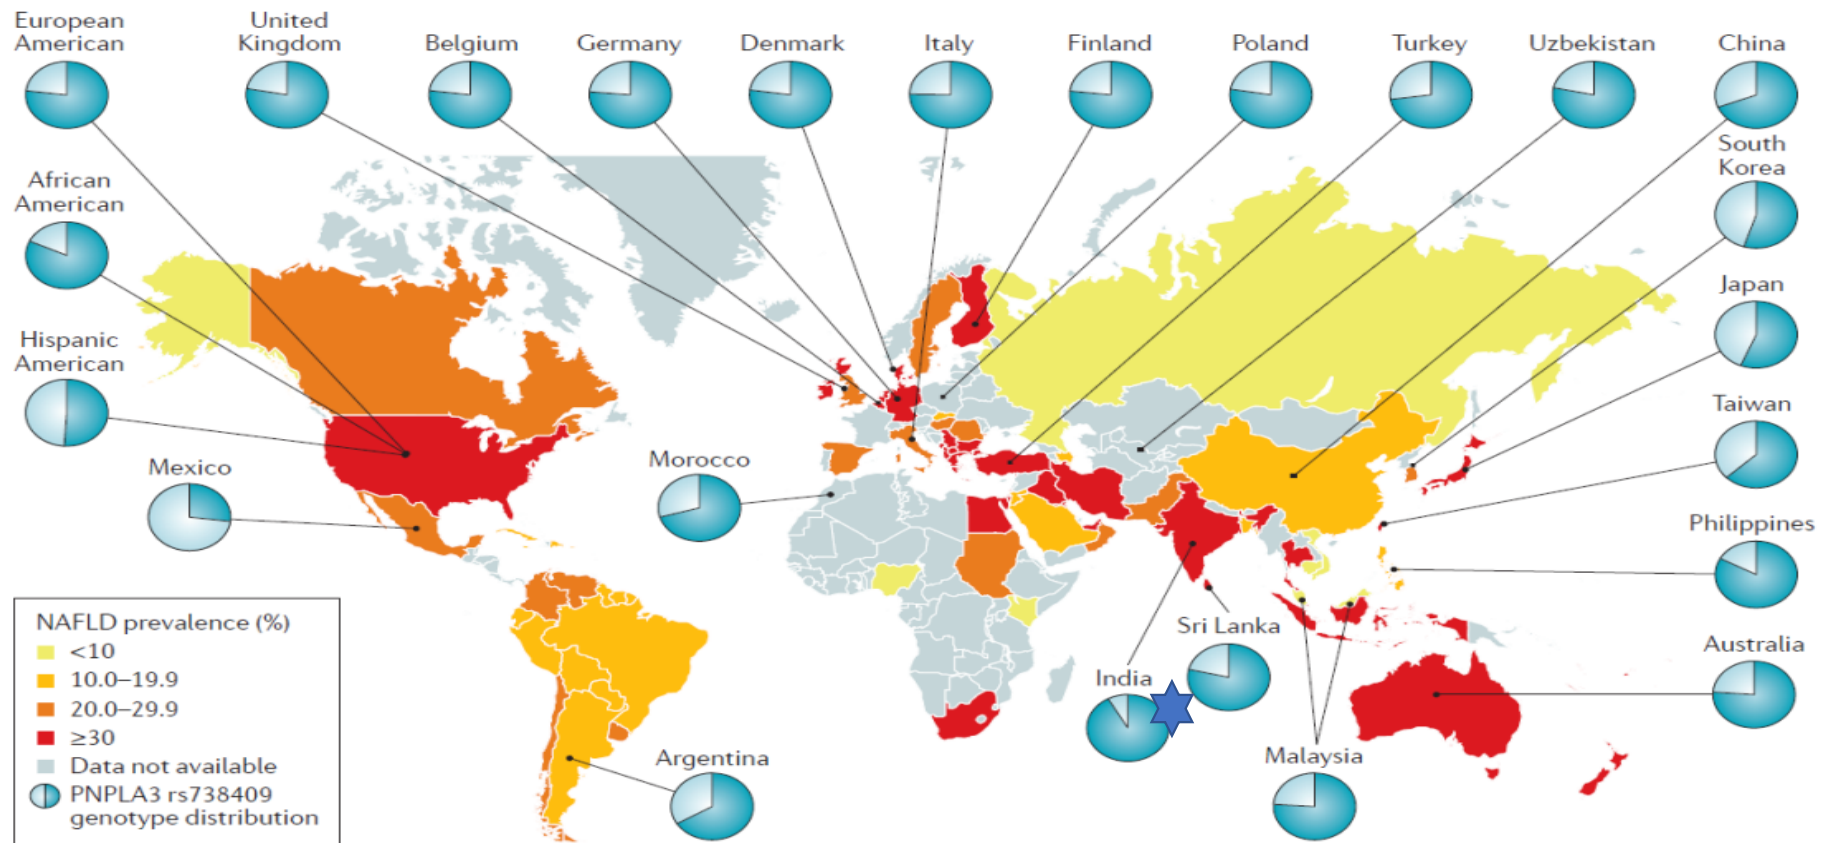 European
American
United
Kingdom
Belgium
Germany
Denmark
Italy
Finland
Poland
Turkey
Uzbekistan
China
South
Korea
African
American
Japan
Hispanic
American
Taiwan
Mexico
Morocco
Philippines
NAFLD prevalence (%)
<10
10.0–19.9
20.0–29.9
≥30
Data not available
PNPLA3 rs738409
genotype distribution
Sri Lanka
India
Australia
Argentina
Malaysia